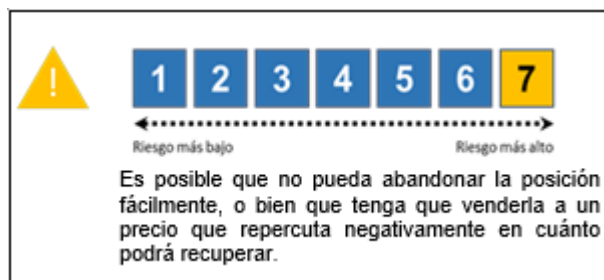 !
1 2 3 4 5 6 7
Riesgo más bajo Riesgo más alto
Es posible que no pueda abandonar la posición
fácilmente, o bien que tenga que venderla a un
precio que repercuta negativamente en cuánto
podrá recuperar.